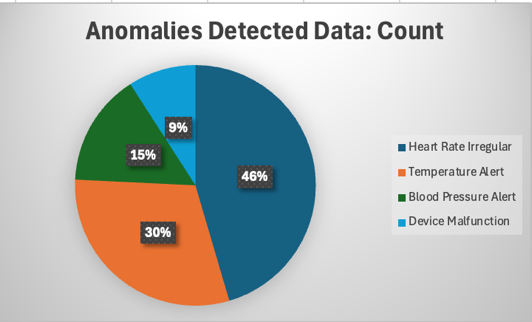 Anomalies Detected Data: Count
9%
15%
46%
30%
Heart Rate Irregular
Temperature Alert
Blood Pressure Alert
Device Malfunction